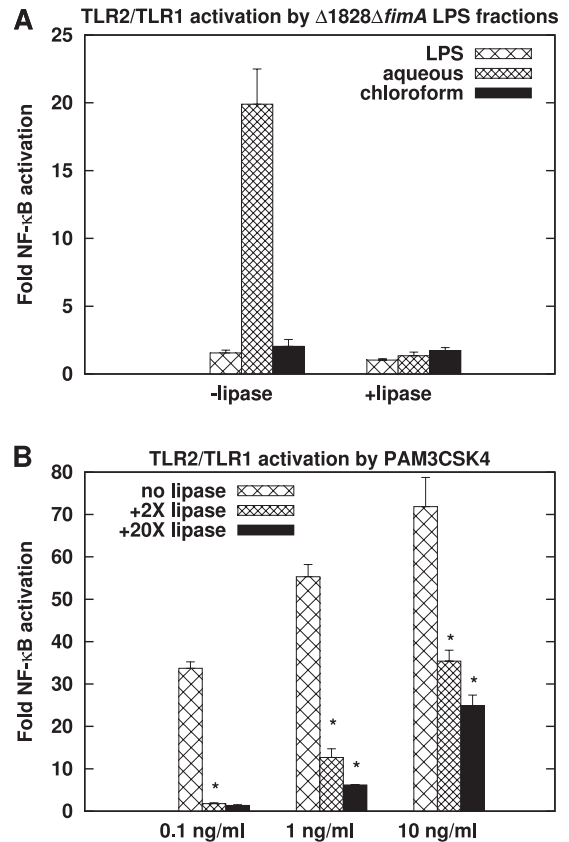 A
TLR2/TLR1 activation by Δ1828ΔfimA LPS fractions
LPS
aqueous
chloroform
25
20
15
10
5
0
Fold NF-κB activation
-lipase
+lipase
B
TLR2/TLR1 activation by PAM3CSK4
no lipase
+2X lipase
+20X lipase
80
70
60
50
40
30
20
10
0
Fold NF-κB activation
*
*
*
*
*
0.1 ng/ml
1 ng/ml
10 ng/ml